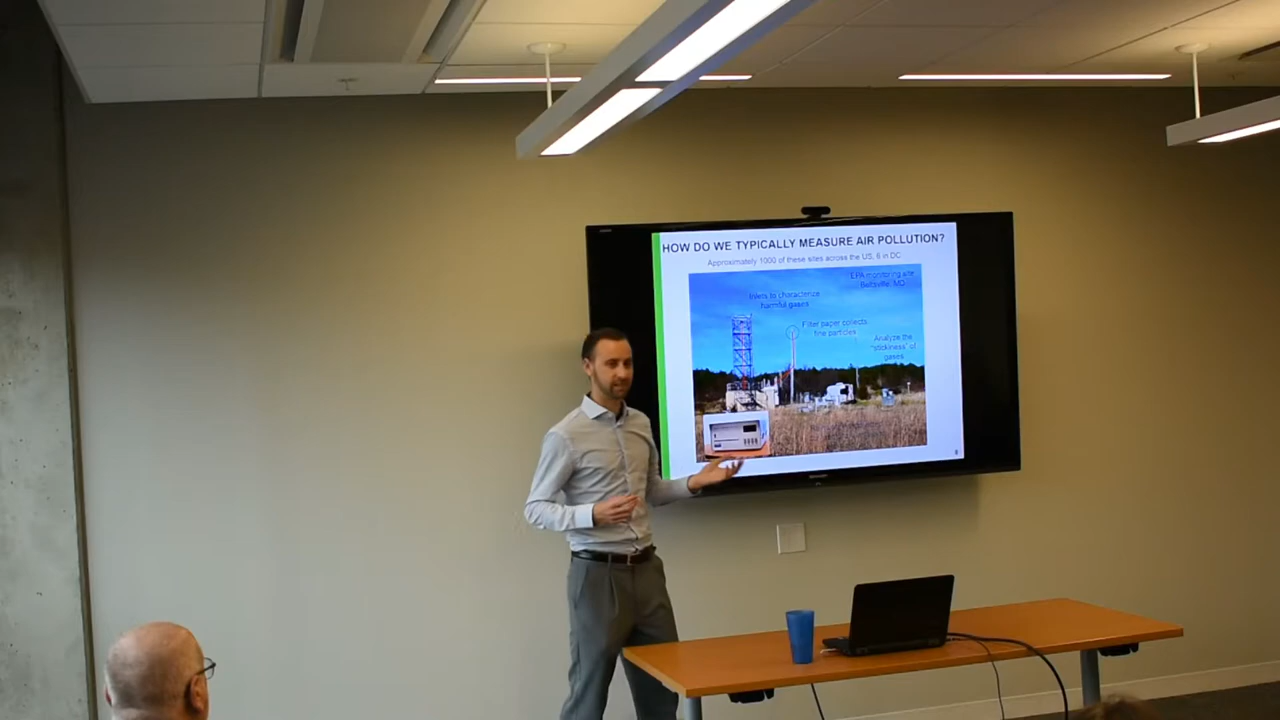 HOW DO WE TYPICALLY MEASURE AIR POLLUTION?
Approximately 1000 of these sites across the US, 6 in DC
EPA monitoring site
Beltsville, MD
Inlets to characterize
harmful gases
Filter paper collects
fine particles
Analyze the
"stickiness" of
gases